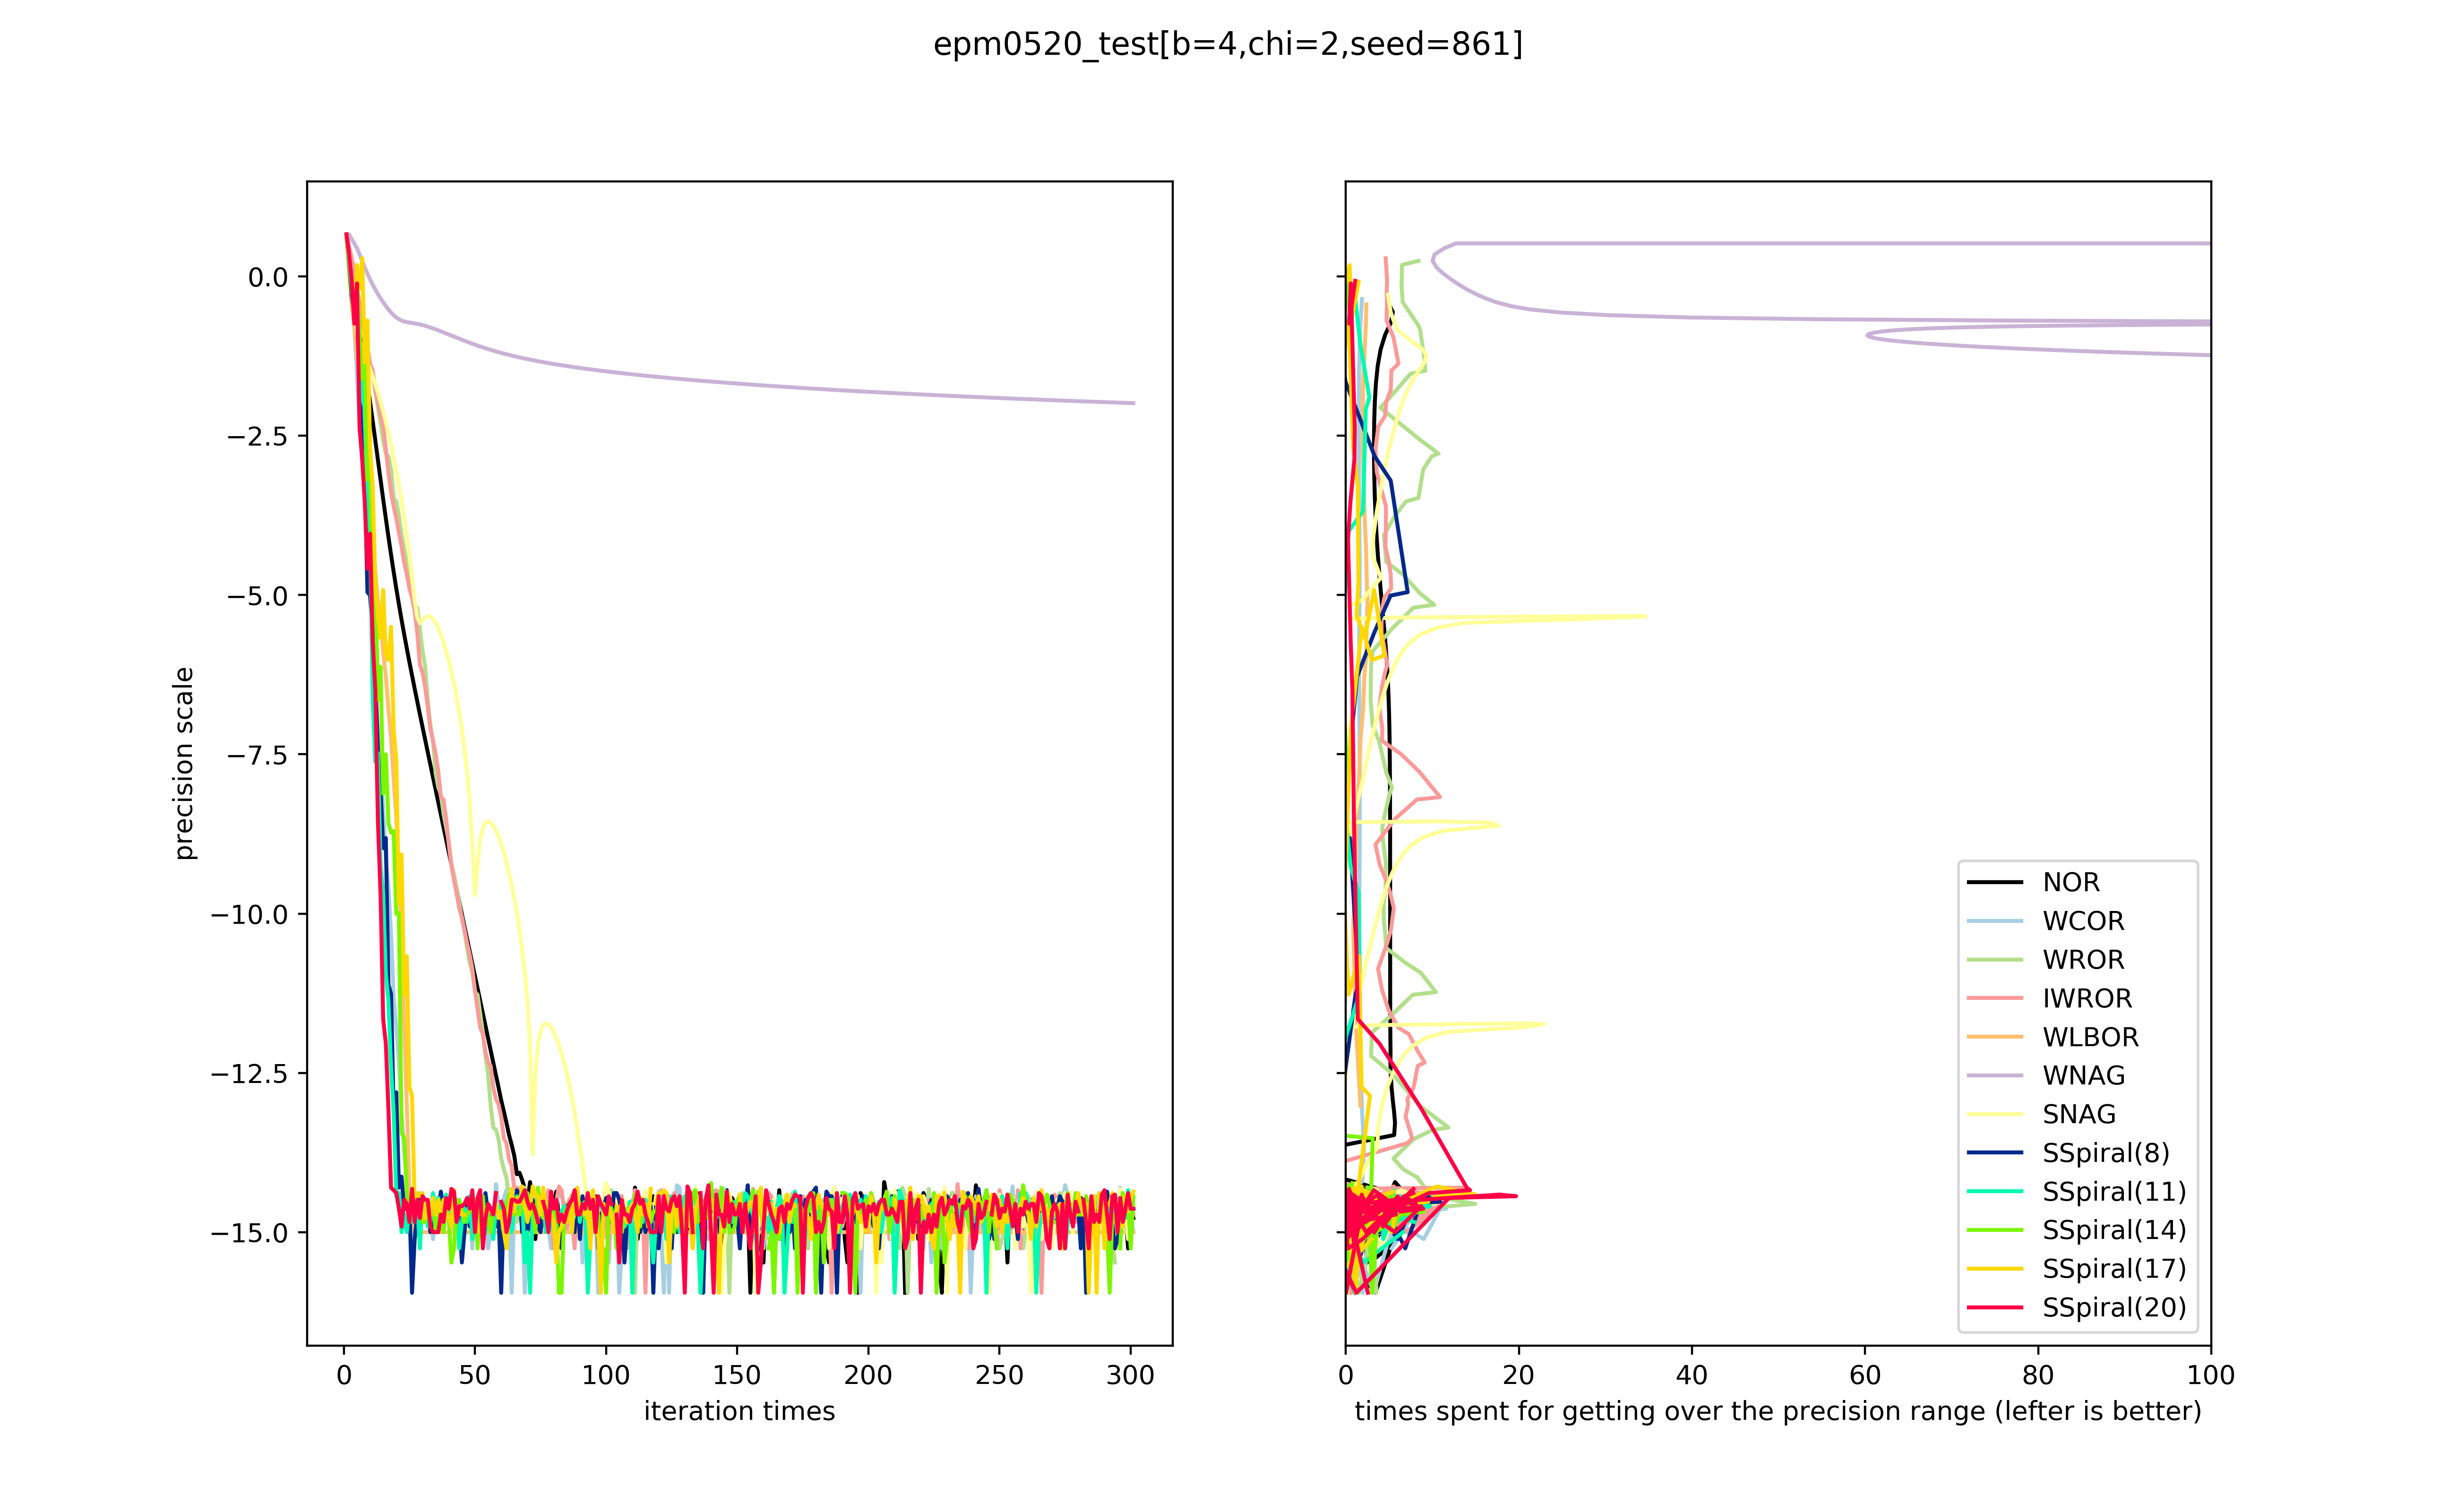 epm0520_test[b=4,chi=2,seed=861]
precision scale
0.0
−2.5
−5.0
−7.5
−10.0
−12.5
−15.0
0 50 100 150 200 250 300
iteration times
0 20 40 60 80 100
times spent for getting over the precision range (lefter is better)
NOR
WCOR
WROR
IWROR
WLBOR
WNAG
SNAG
SSpiral(8)
SSpiral(11)
SSpiral(14)
SSpiral(17)
SSpiral(20)